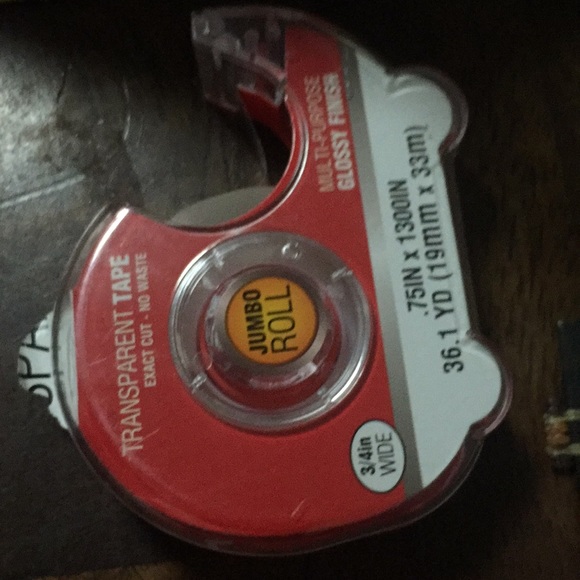 MULTI-PURPOSE
GLOSSY FINISH
TRANSPARENT TAPE
EXACT CUT - NO WASTE
JUMBO
ROLL
3/4in
WIDE
.75IN x 1300IN
36.1 YD (19mm x 33m)